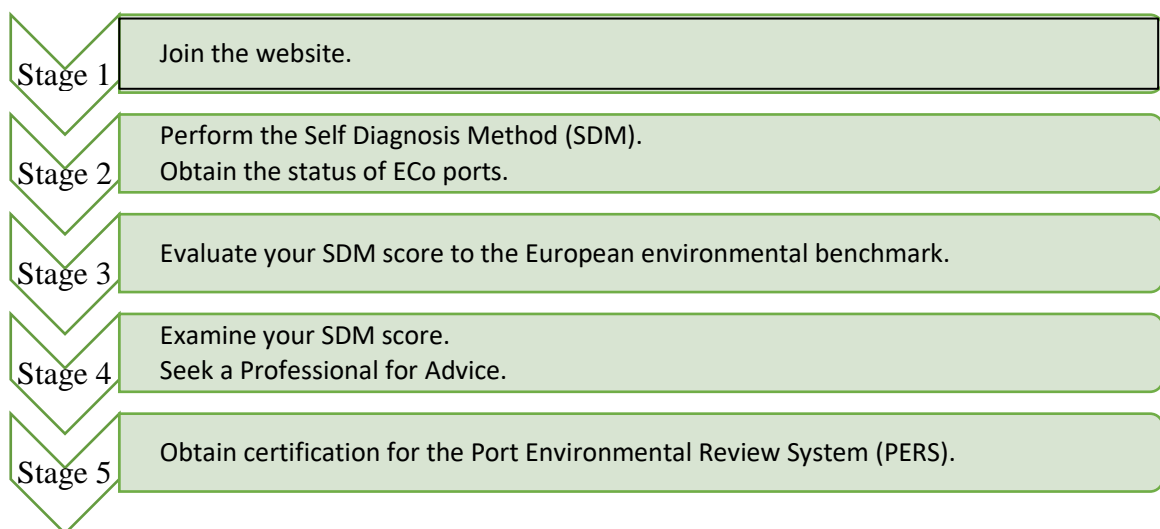 Stage 1
Join the website.
Stage 2
Perform the Self Diagnosis Method (SDM).
Obtain the status of ECo ports.
Stage 3
Evaluate your SDM score to the European environmental benchmark.
Stage 4
Examine your SDM score.
Seek a Professional for Advice.
Stage 5
Obtain certification for the Port Environmental Review System (PERS).